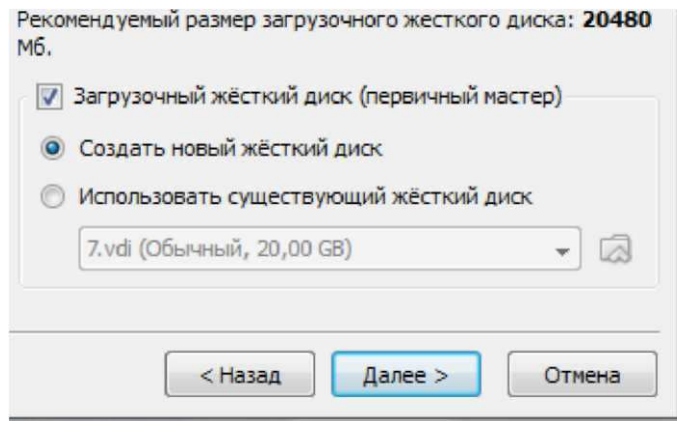 Рекомендуемый размер загрузочного жесткого диска: 20480
Мб.
Загрузочный жёсткий диск (первичный мастер)
Создать новый жёсткий диск
Использовать существующий жёсткий диск
7.vdi (Обычный, 20,00 GB)
< Назад
Далее >
Отмена